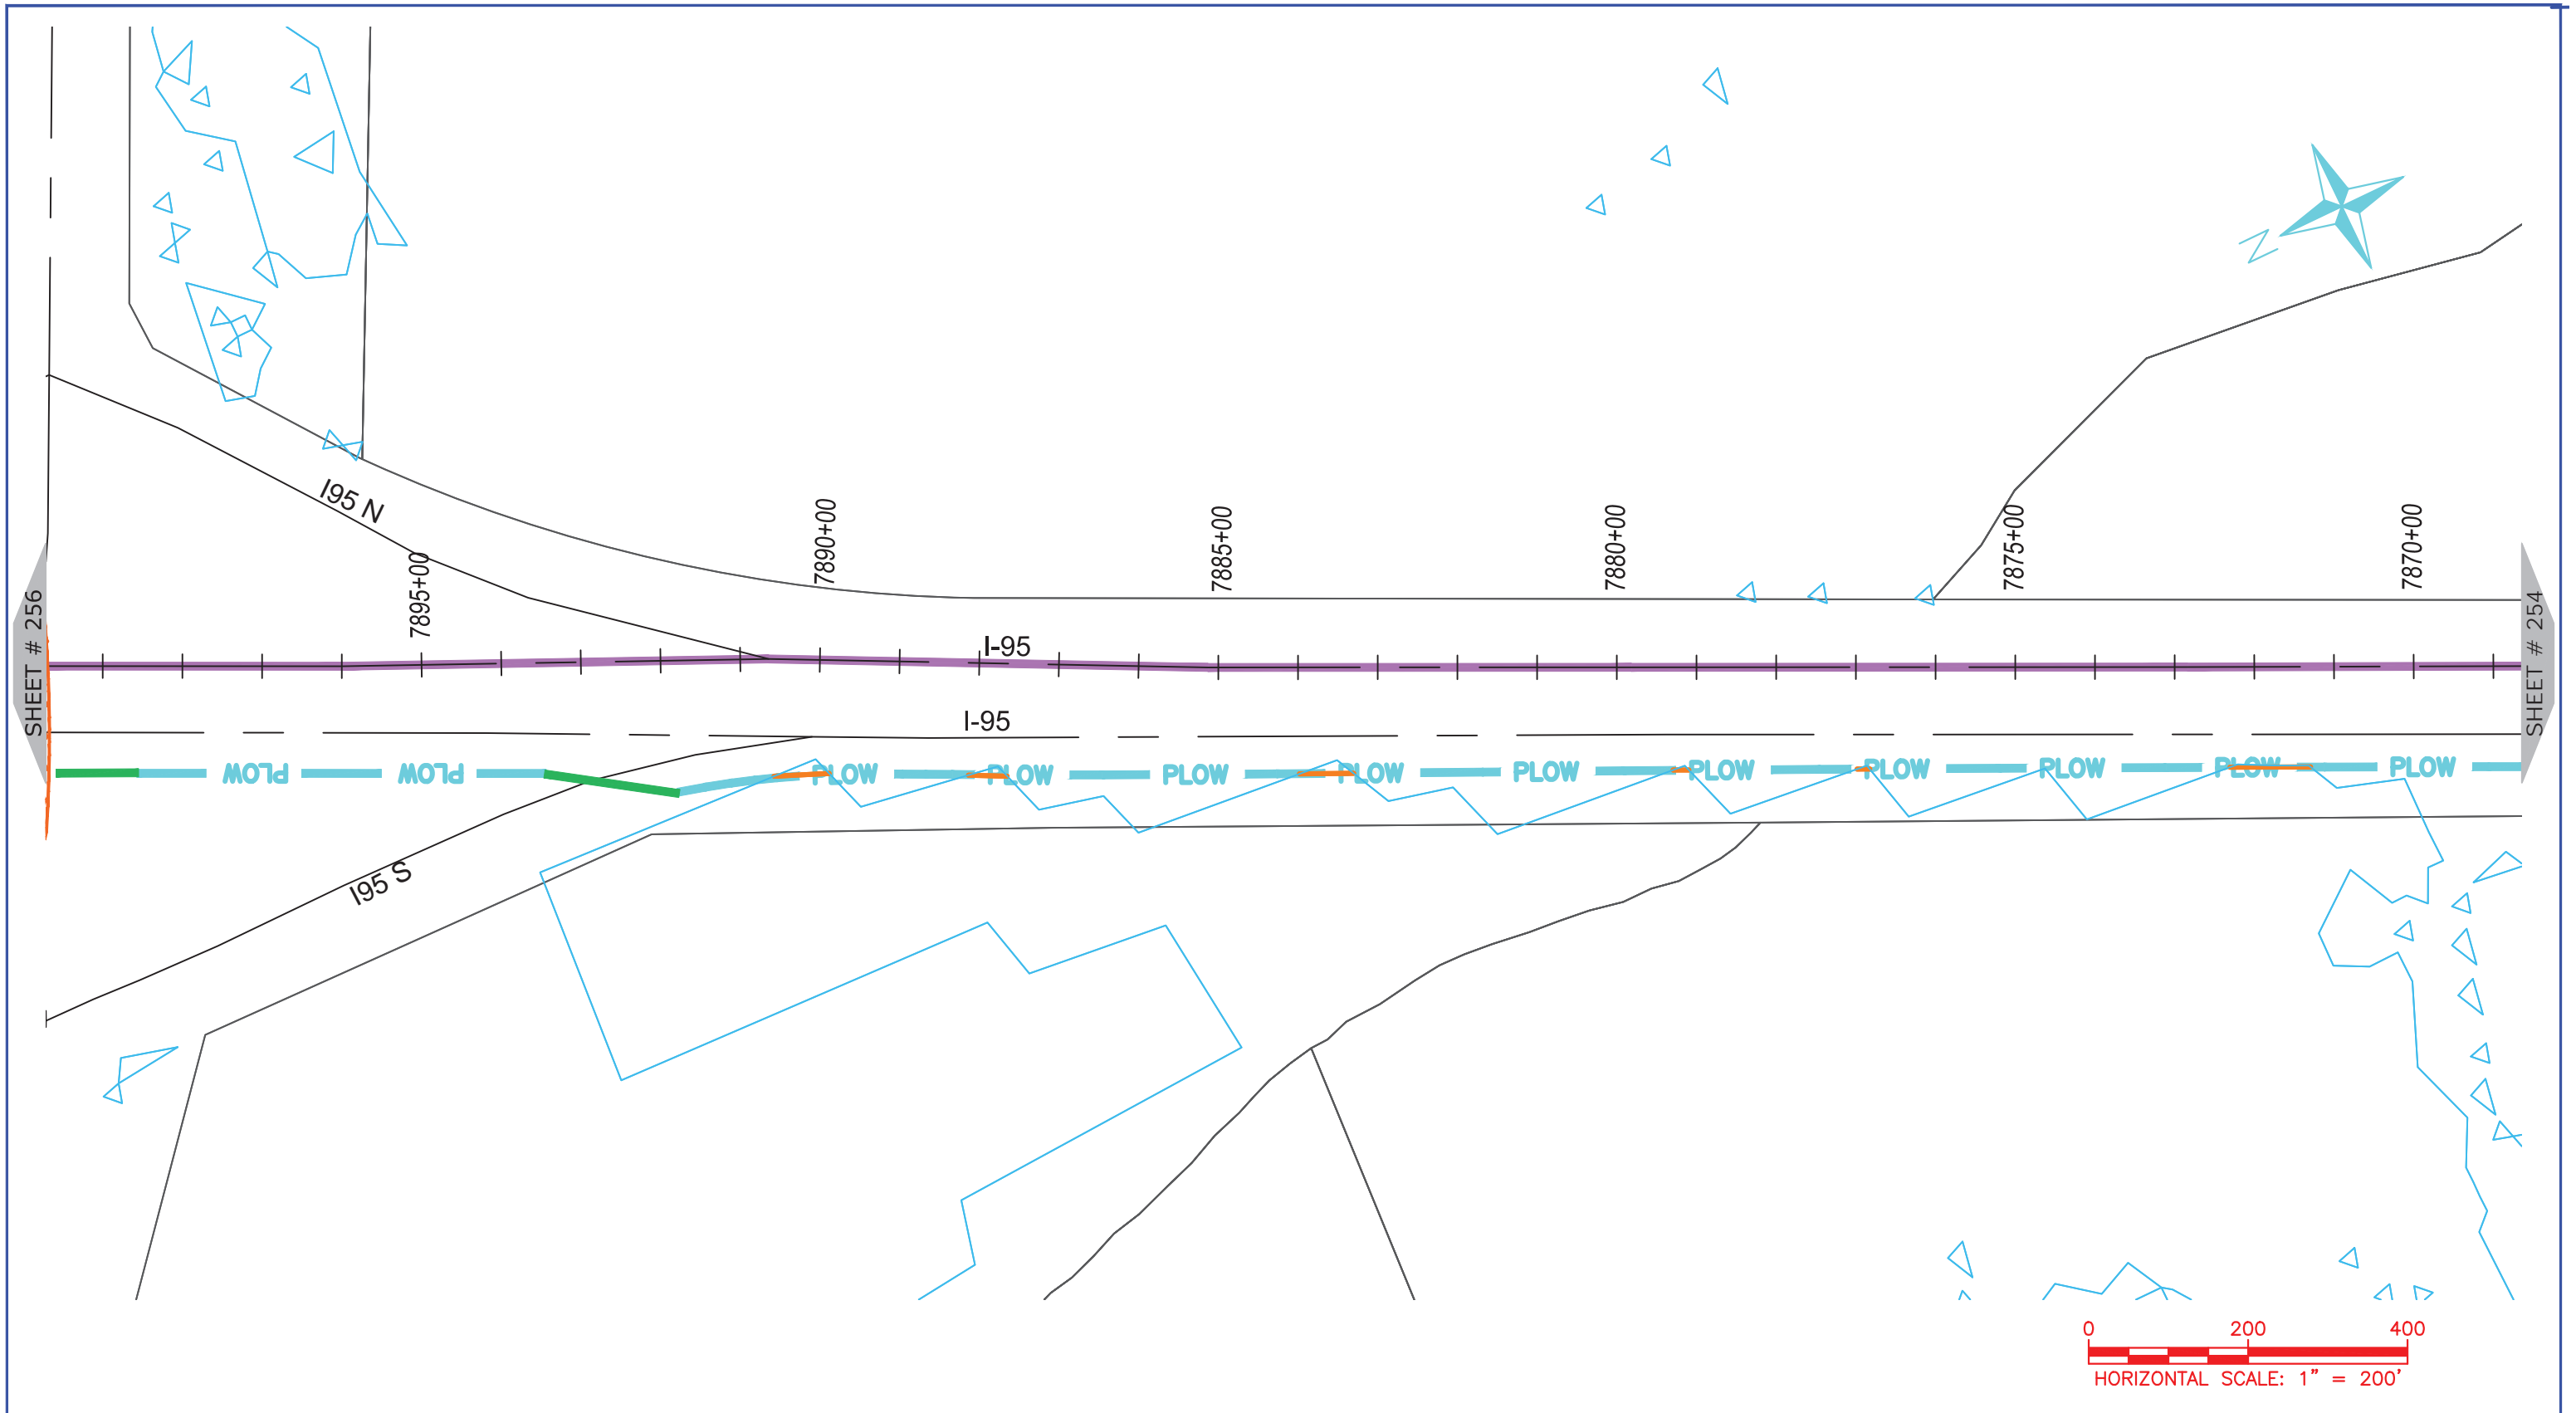 N
I95 N
7895+00
7890+00
7885+00
7880+00
7875+00
7870+00
SHEET # 256
SHEET # 254
I-95
I-95
PLOW PLOW PLOW PLOW PLOW PLOW PLOW PLOW PLOW PLOW PLOW PLOW
I95 S
0 200 400
HORIZONTAL SCALE: 1" = 200'